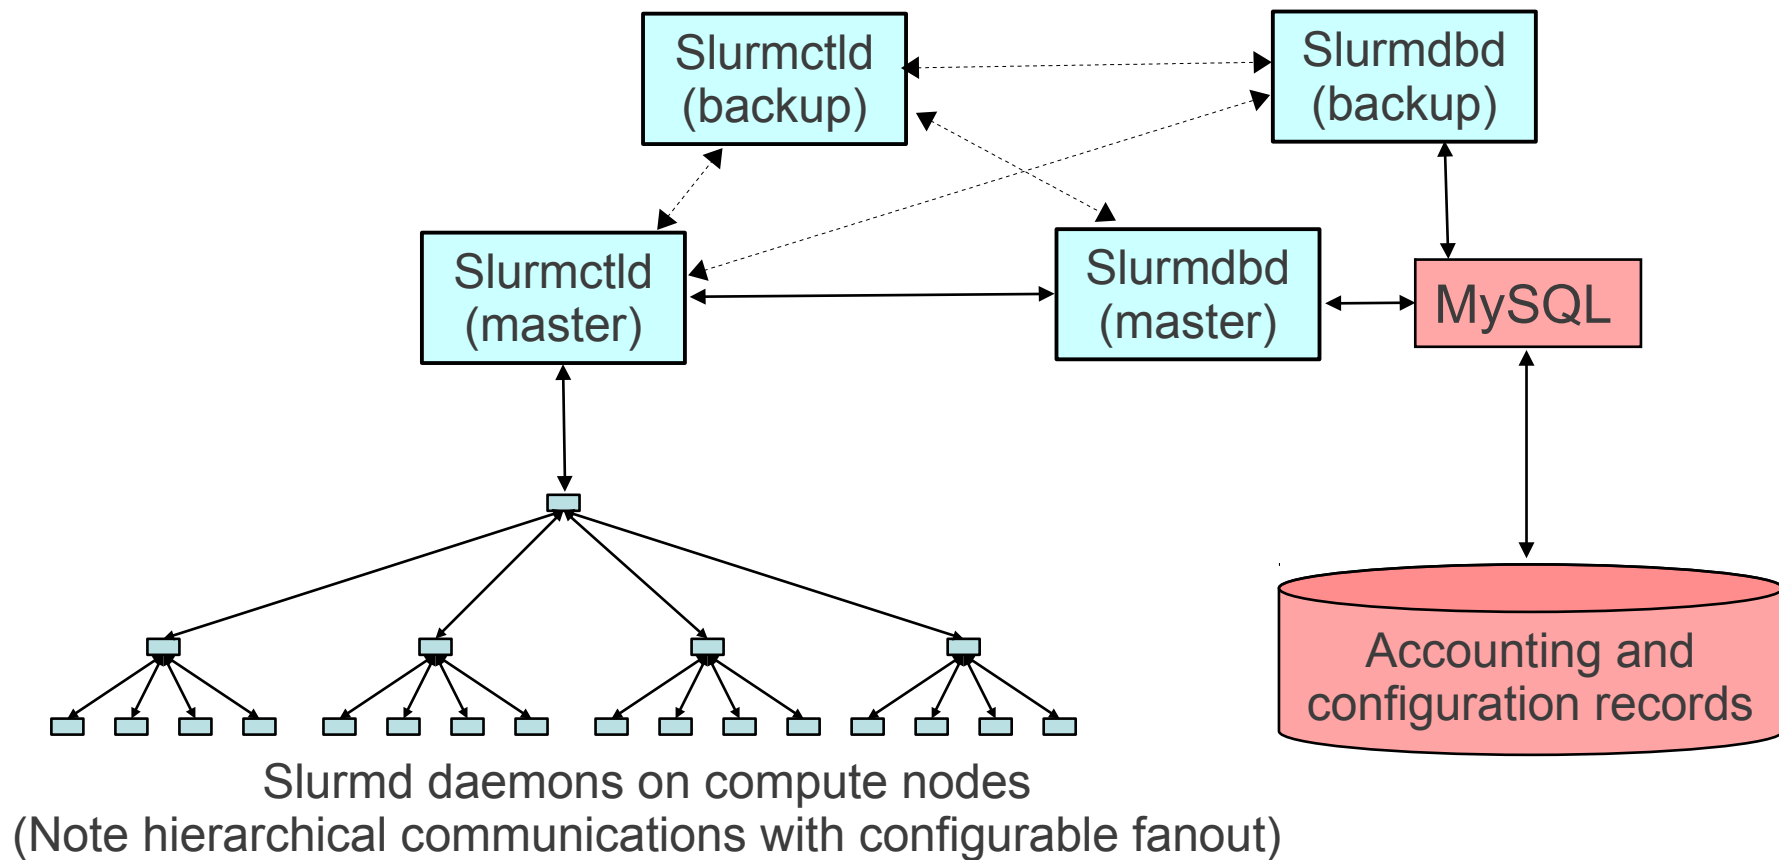 Slurmctld
(backup)
Slurmdbd
(backup)
Slurmctld
(master)
Slurmdbd
(master)
MySQL
Accounting and
configuration records
Slurmd daemons on compute nodes
(Note hierarchical communications with configurable fanout)